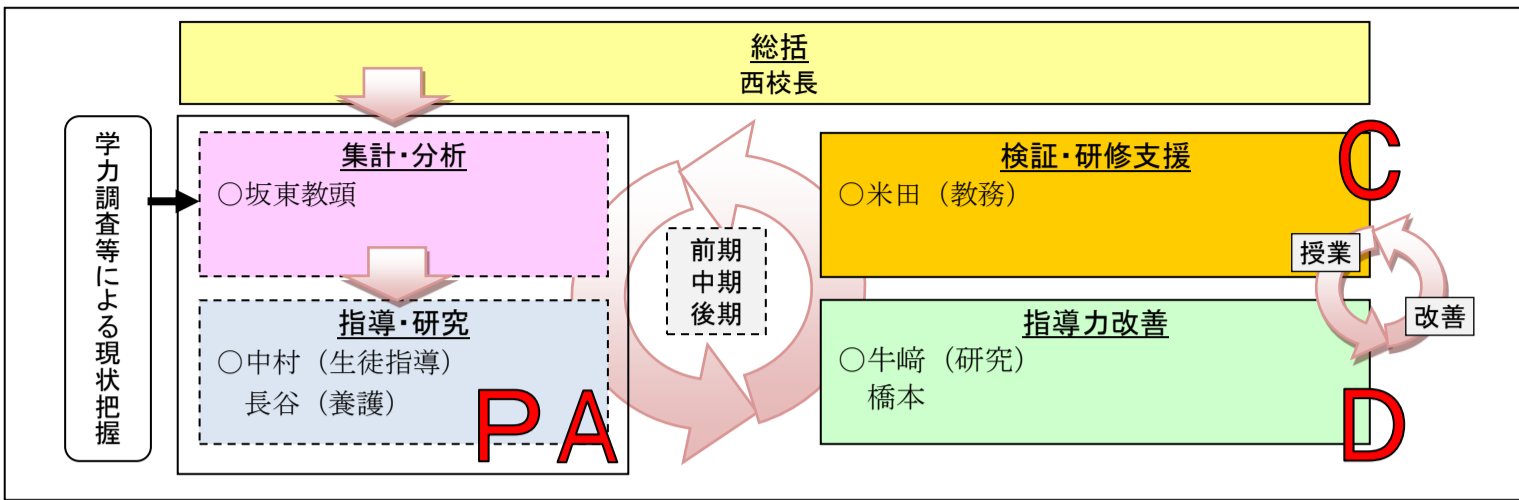 総括
西校長
学力調査等による現状把握
集計・分析
○坂東教頭
指導・研究
○中村（生徒指導）
長谷（養護）
P A
前期
中期
後期
検証・研修支援
○米田（教務）
C
授業
改善
指導力改善
○牛﨑（研究）
橋本
D